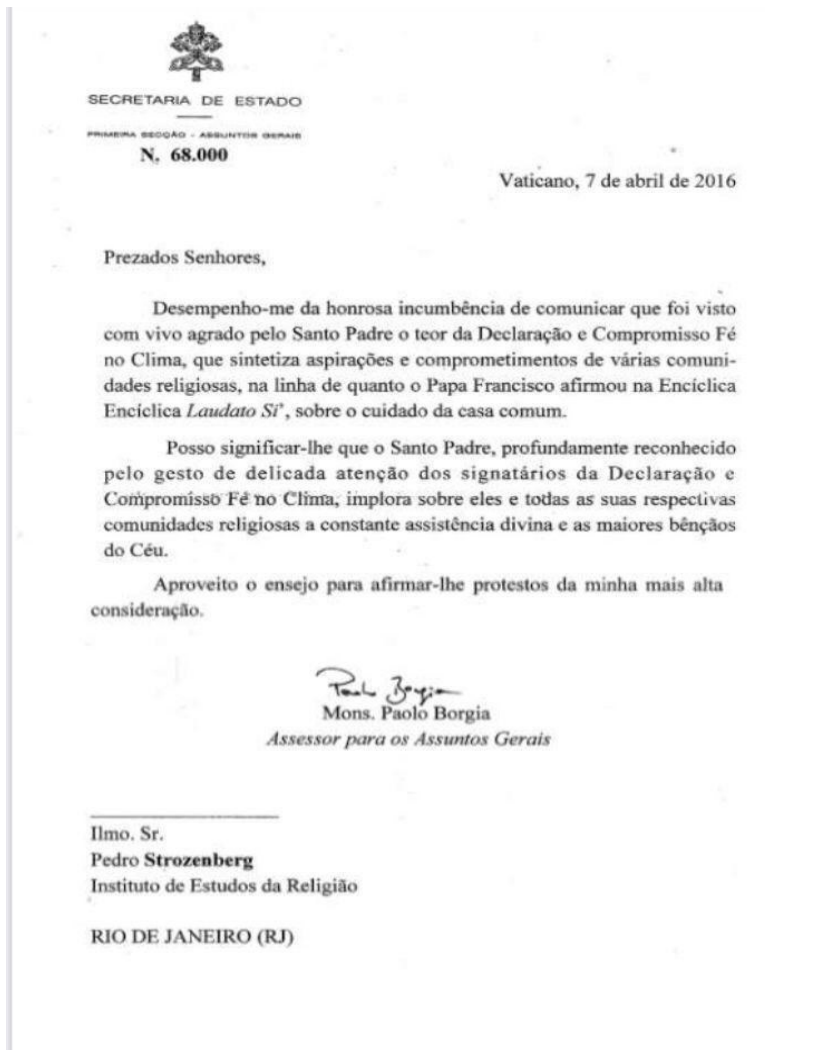 SECRETARIA DE ESTADO
PRIMEIRA SECÇÃO - ASSUNTOS GERAIS
N. 68.000
Vaticano, 7 de abril de 2016
Prezados Senhores,
Desempenho-me da honrosa incumbência de comunicar que foi visto
com vivo agrado pelo Santo Padre o teor da Declaração e Compromisso Fé
no Clima, que sintetiza aspirações e comprometimentos de várias comuni-
dades religiosas, na linha de quanto o Papa Francisco afirmou na Encíclica
Encíclica Laudato Si', sobre o cuidado da casa comum.
Posso significar-lhe que o Santo Padre, profundamente reconhecido
pelo gesto de delicada atenção dos signatários da Declaração e
Compromisso Fé no Clima, implora sobre eles e todas as suas respectivas
comunidades religiosas a constante assistência divina e as maiores bênçãos
do Céu.
Aproveito o ensejo para afirmar-lhe protestos da minha mais alta
consideração.
Paolo Borgia
Mons. Paolo Borgia
Assessor para os Assuntos Gerais
Ilmo. Sr.
Pedro Strozenberg
Instituto de Estudos da Religião
RIO DE JANEIRO (RJ)